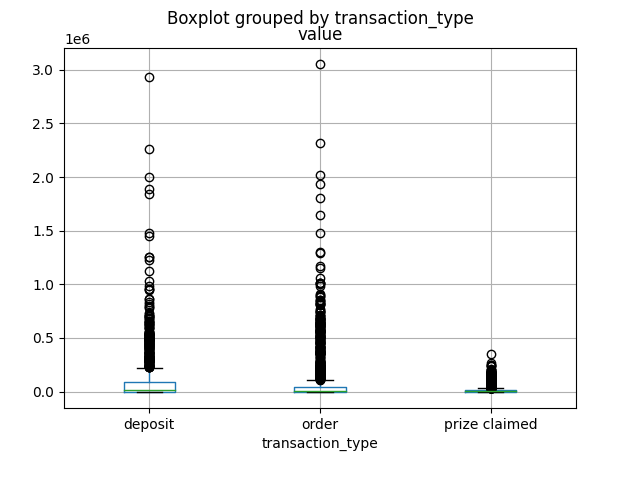 Boxplot grouped by transaction_type
value
1e6
3.0
2.5
2.0
1.5
1.0
0.5
0.0
deposit order prize claimed
transaction_type